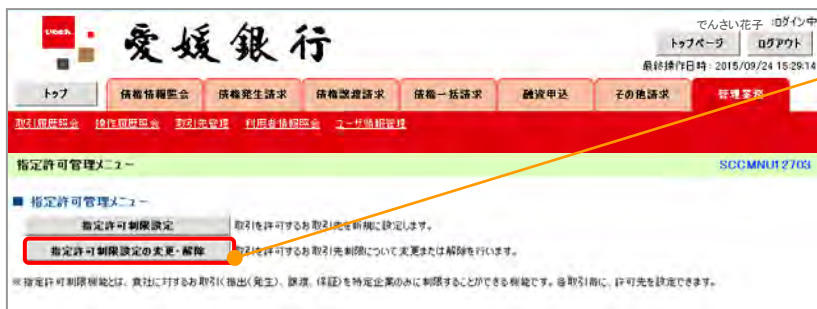 愛媛銀行
でんさい花子 :ログイン中
トップページ ログアウト
最終操作日時:2015/09/24 15:29:14
トップ 債権情報照会 債権発生請求 債権譲渡請求 債権一括請求 融資申込 その他請求 管理業務
取引履歴照会 操作履歴照会 取引先管理 利用者情報照会 ユーザ情報管理
指定許可管理メニュー SCCMNU12703
■ 指定許可管理メニュー
指定許可制限設定 取引を許可するお取引先を新規に設定します。
指定許可制限設定の変更・解除 取引を許可するお取引先制限について変更または解除を行います。
※指定許可制限機能とは、貴社に対するお取引(振出(発生)、譲渡、保証)を特定企業のみに制限することができる機能です。各取引毎に、許可先を設定できます。